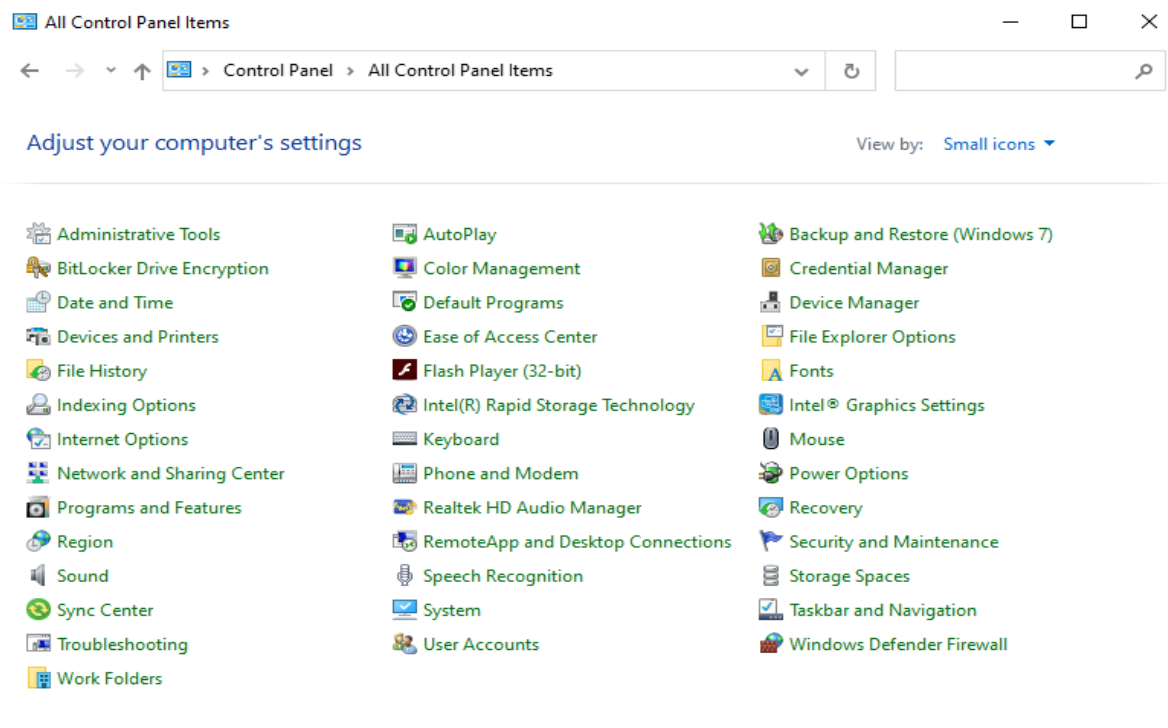 All Control Panel Items
Control Panel > All Control Panel Items
Adjust your computer's settings
View by: Small icons
Administrative Tools
AutoPlay
Backup and Restore (Windows 7)
BitLocker Drive Encryption
Color Management
Credential Manager
Date and Time
Default Programs
Device Manager
Devices and Printers
Ease of Access Center
File Explorer Options
File History
Flash Player (32-bit)
Fonts
Indexing Options
Intel(R) Rapid Storage Technology
Intel® Graphics Settings
Internet Options
Keyboard
Mouse
Network and Sharing Center
Phone and Modem
Power Options
Programs and Features
Realtek HD Audio Manager
Recovery
Region
RemoteApp and Desktop Connections
Security and Maintenance
Sound
Speech Recognition
Storage Spaces
Sync Center
System
Taskbar and Navigation
Troubleshooting
User Accounts
Windows Defender Firewall
Work Folders